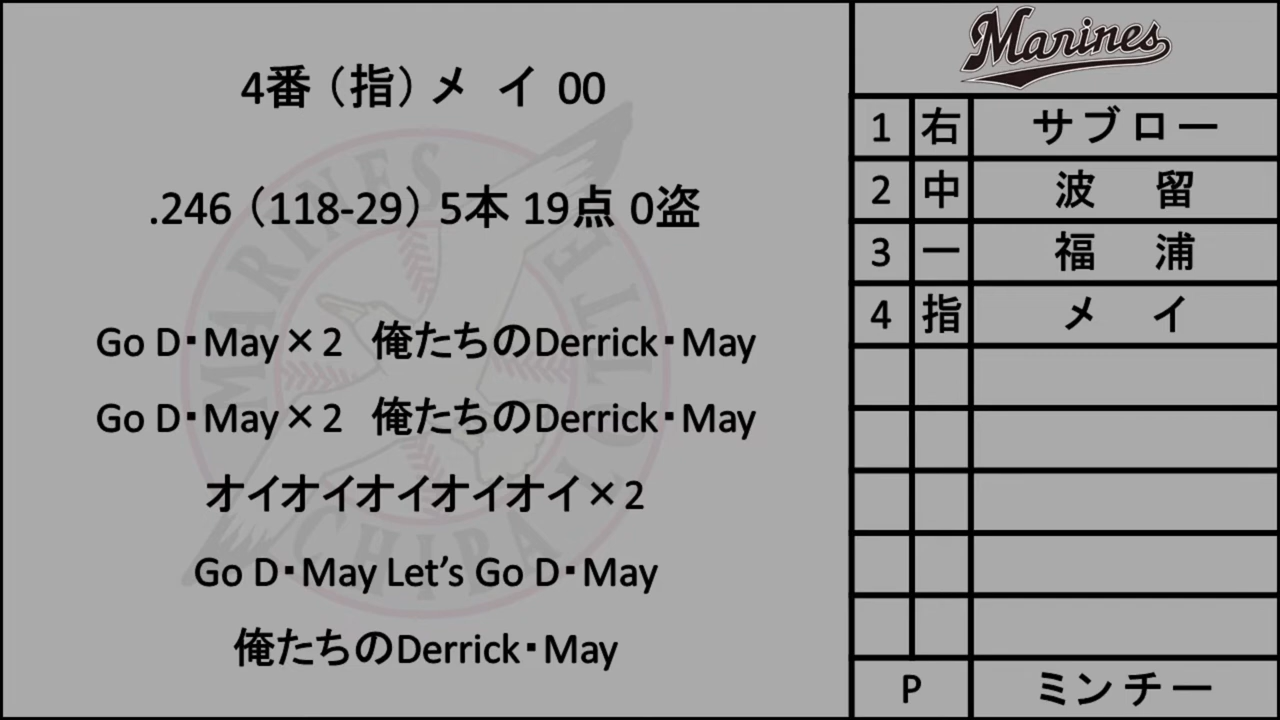 4番（指）メ イ 00
.246（118-29）5本 19点 0盗
Go D・May×2 俺たちのDerrick・May
Go D・May×2 俺たちのDerrick・May
オイオイオイオイオイ×2
Go D・May Let’s Go D・May
俺たちのDerrick・May
MARINES
CHIBA LOTTE
Marines
1 右 サブロー
2 中 波 留
3 一 福 浦
4 指 メ イ
P ミンチー